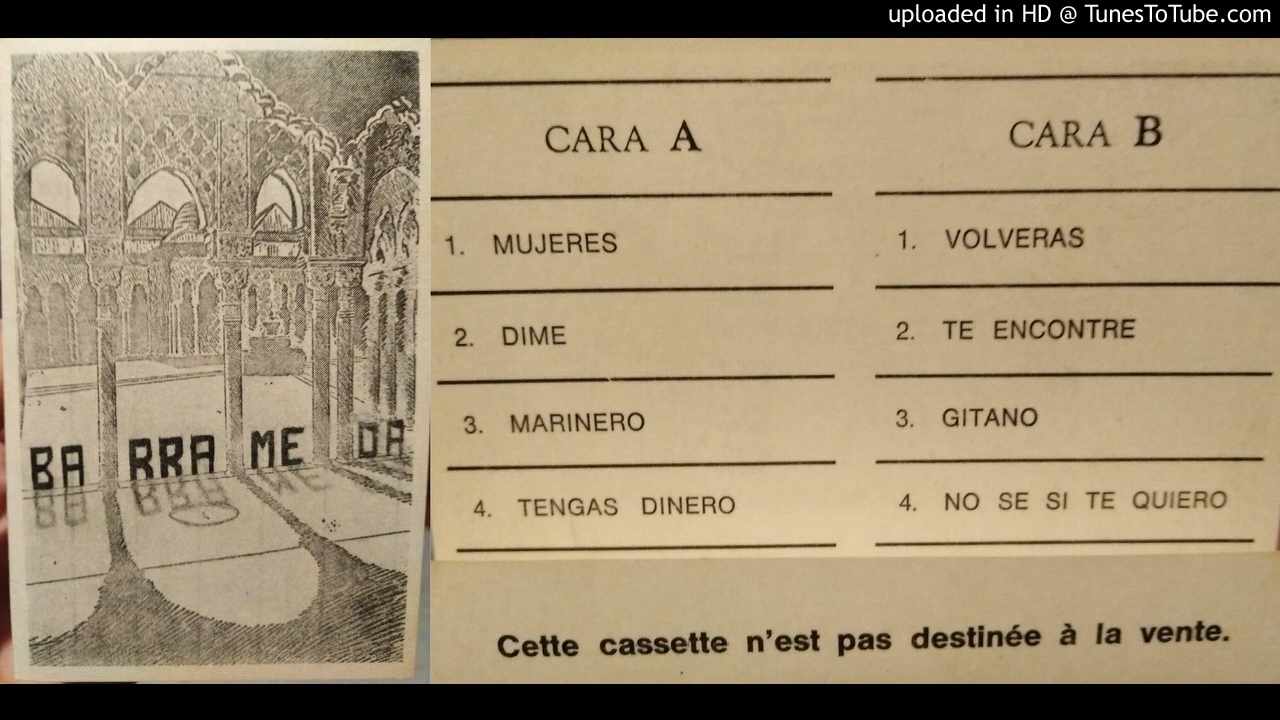 uploaded in HD @ TunesToTube.com
BA RRA ME DA
CARA A
1. MUJERES
2. DIME
3. MARINERO
4. TENGAS DINERO
CARA B
1. VOLVERAS
2. TE ENCONTRE
3. GITANO
4. NO SE SI TE QUIERO
Cette cassette n'est pas destinée à la vente.